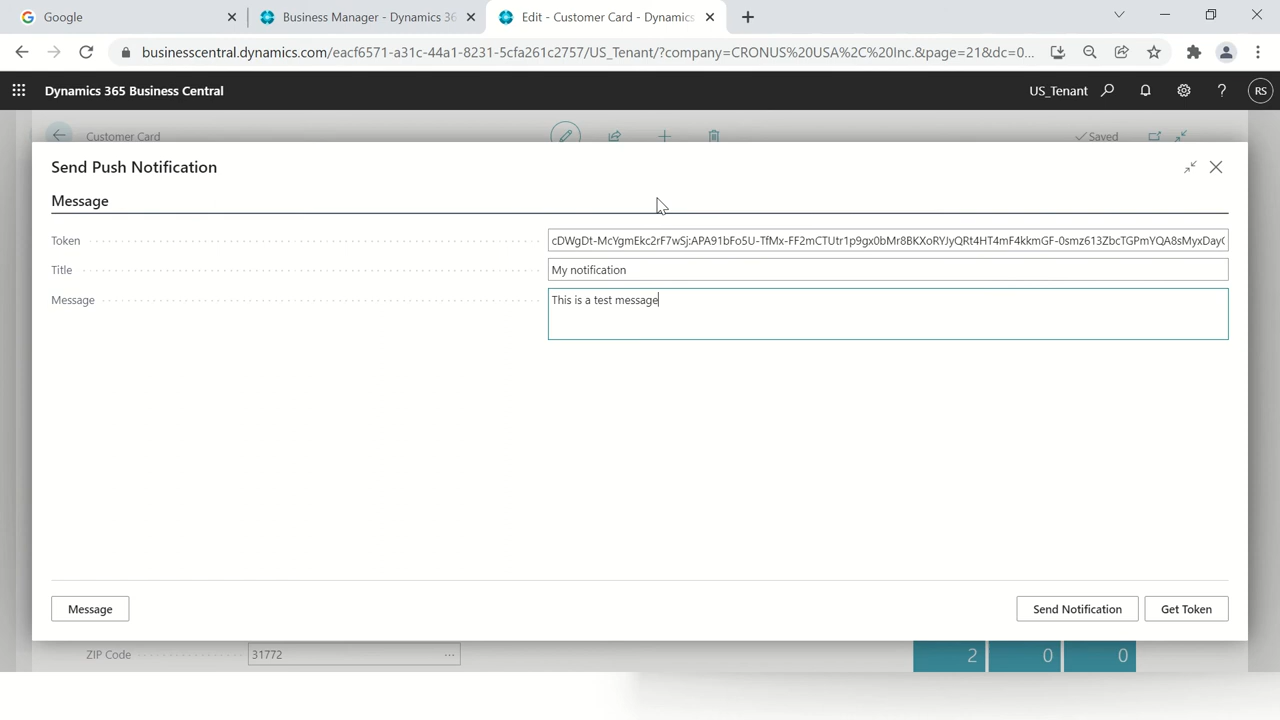 Google
Business Manager - Dynamics 36
Edit - Customer Card - Dynamics
businesscentral.dynamics.com/eacf6571-a31c-44a1-8231-5cfa261c2757/US_Tenant/?company=CRONUS%20USA%2C%20Inc.&page=21&dc=0...
Dynamics 365 Business Central
US_Tenant
?
RS
Customer Card
Saved
Send Push Notification
Message
Token
cDWgDt-McYgmEkc2rF7wSj:APA91bFo5U-TfMx-FF2mCTUtr1p9gx0bMr8BKXoRYJyQRt4HT4mF4kkmGF-0smz613ZbcTGPmYQA8sMyxDay
Title
My notification
Message
This is a test message
Message
Send Notification
Get Token
ZIP Code
31772
2
0
0